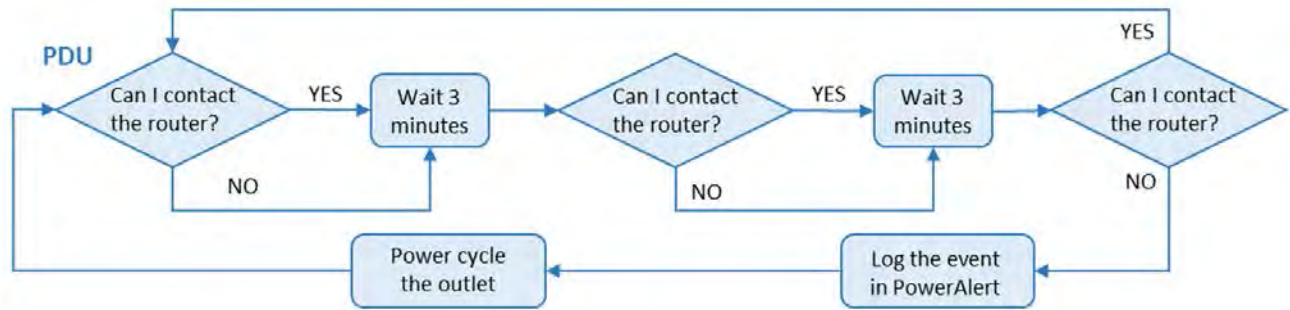 YES
PDU
Can I contact
the router?
YES
Wait 3
minutes
Can I contact
the router?
YES
Wait 3
minutes
Can I contact
the router?
NO
NO
NO
Power cycle
the outlet
Log the event
in PowerAlert